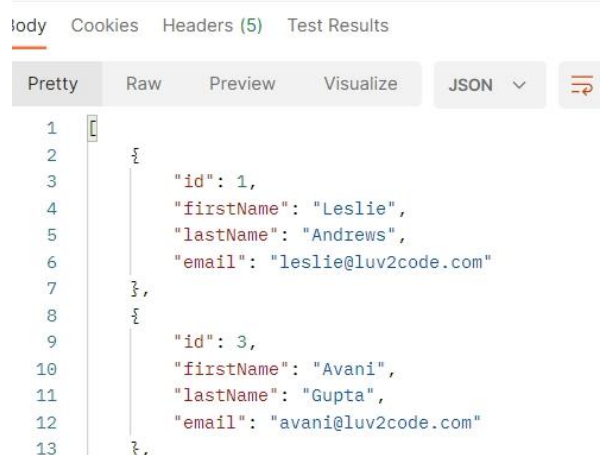 Body Cookies Headers (5) Test Results
Pretty Raw Preview Visualize JSON
1 [
2 {
3 "id": 1,
4 "firstName": "Leslie",
5 "lastName": "Andrews",
6 "email": "leslie@luv2code.com"
7 },
8 {
9 "id": 3,
10 "firstName": "Avani",
11 "lastName": "Gupta",
12 "email": "avani@luv2code.com"
13 },